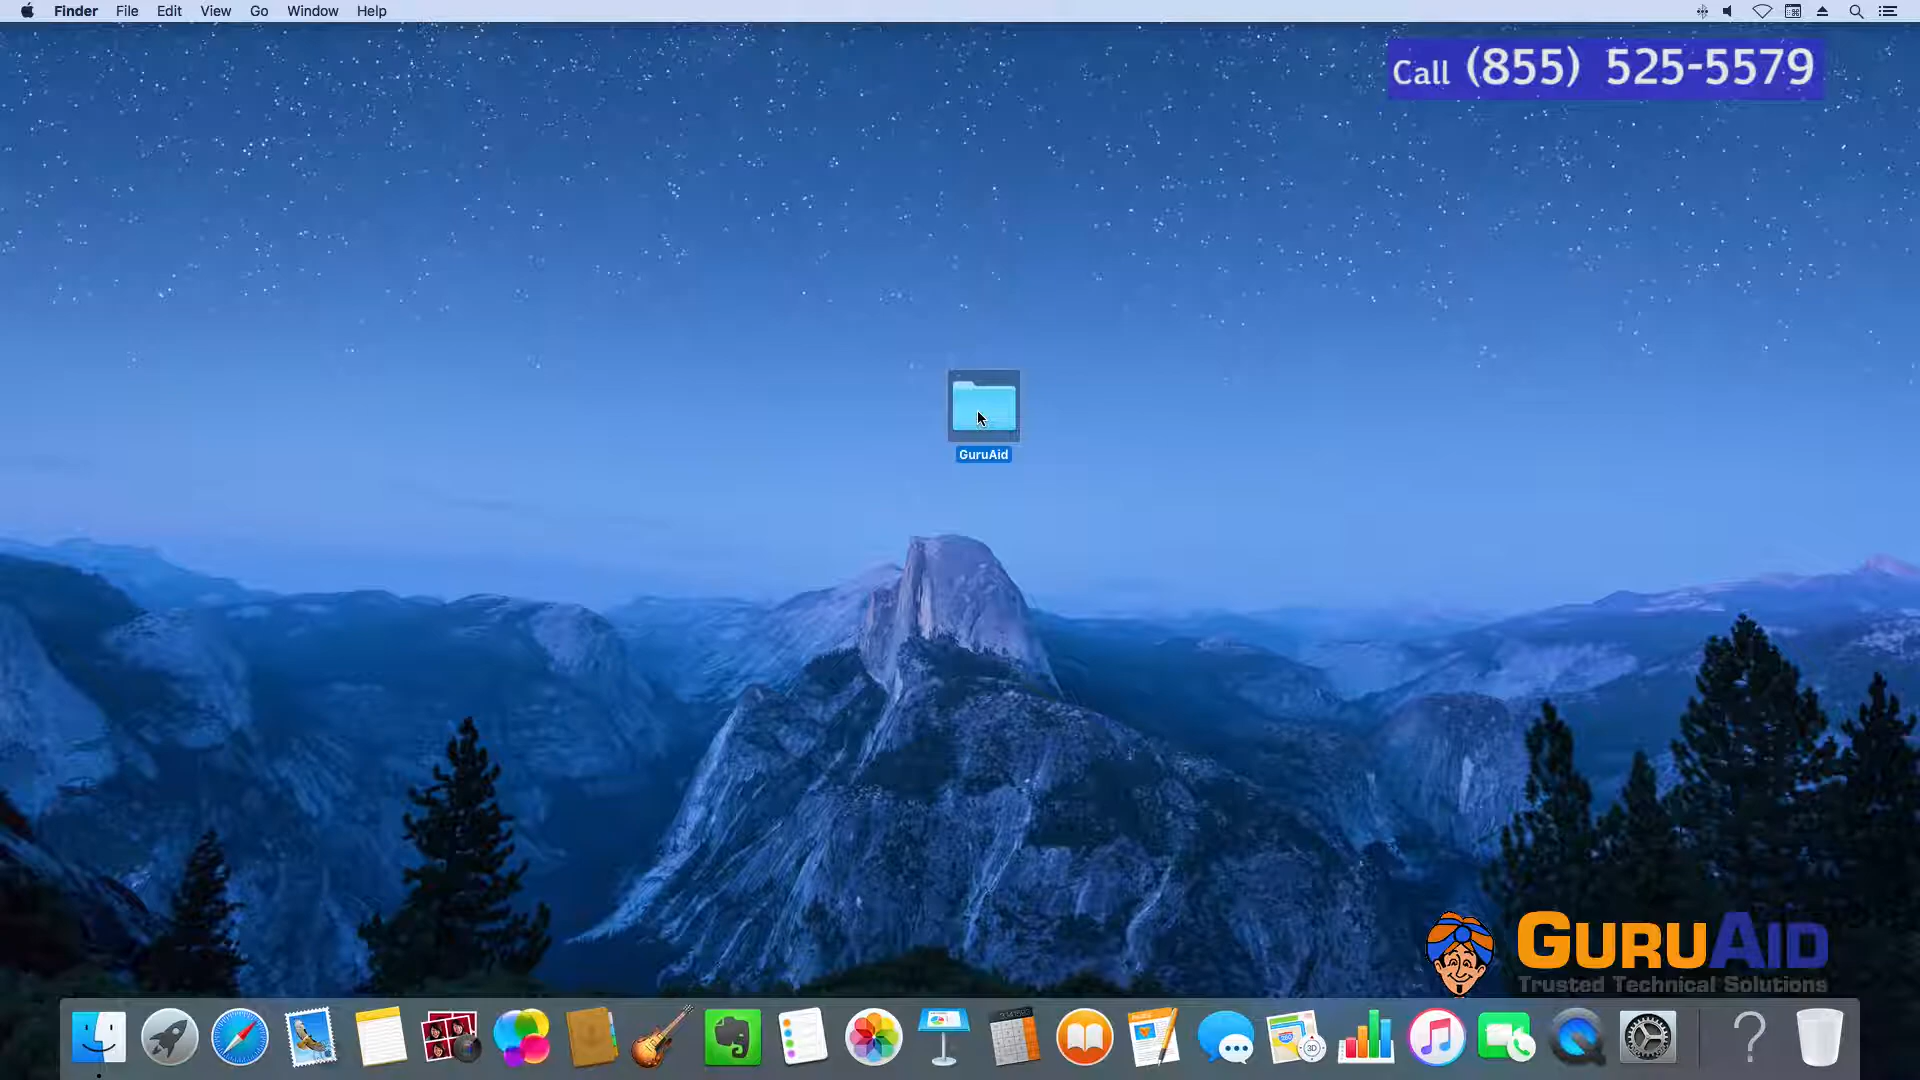 Finder File Edit View Go Window Help
Call (855) 525-5579
GuruAid
GURUAID
Trusted Technical Solutions